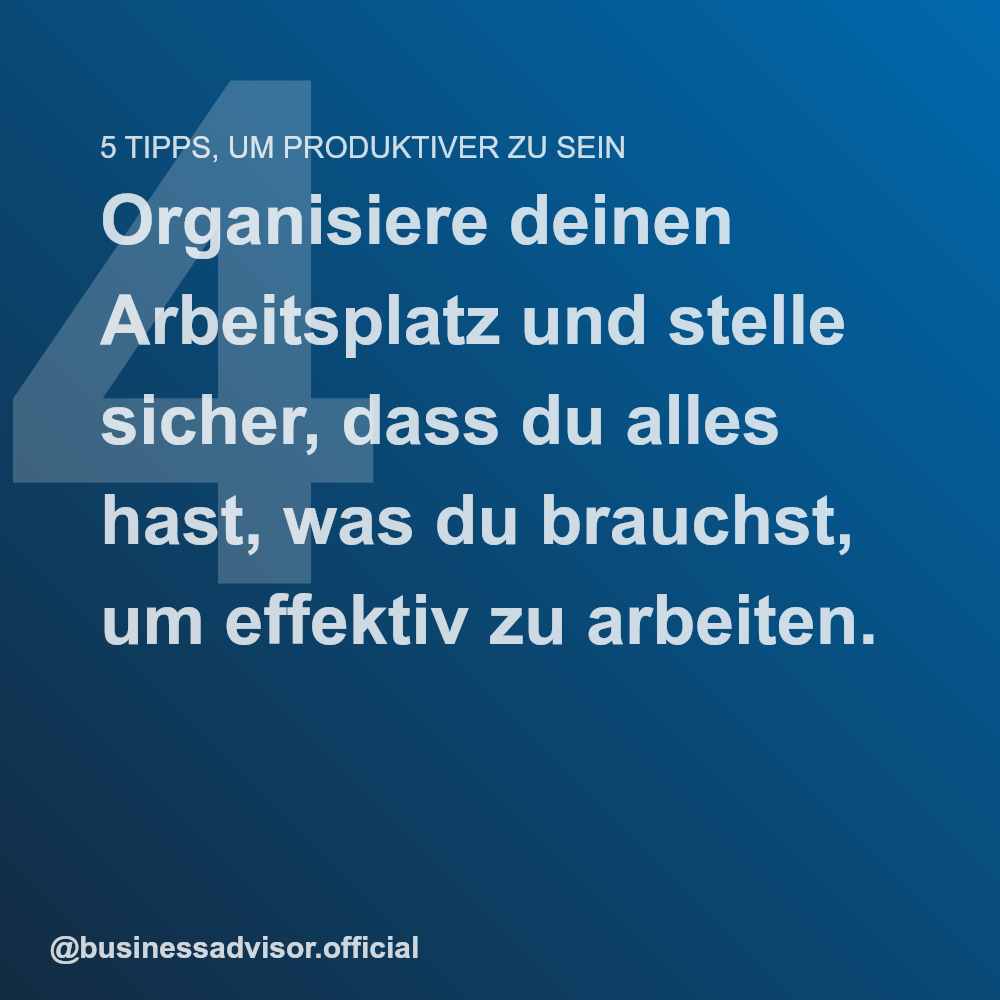 4
5 TIPPS, UM PRODUKTIVER ZU SEIN
Organisiere deinen
Arbeitsplatz und stelle
sicher, dass du alles
hast, was du brauchst,
um effektiv zu arbeiten.
@businessadvisor.official